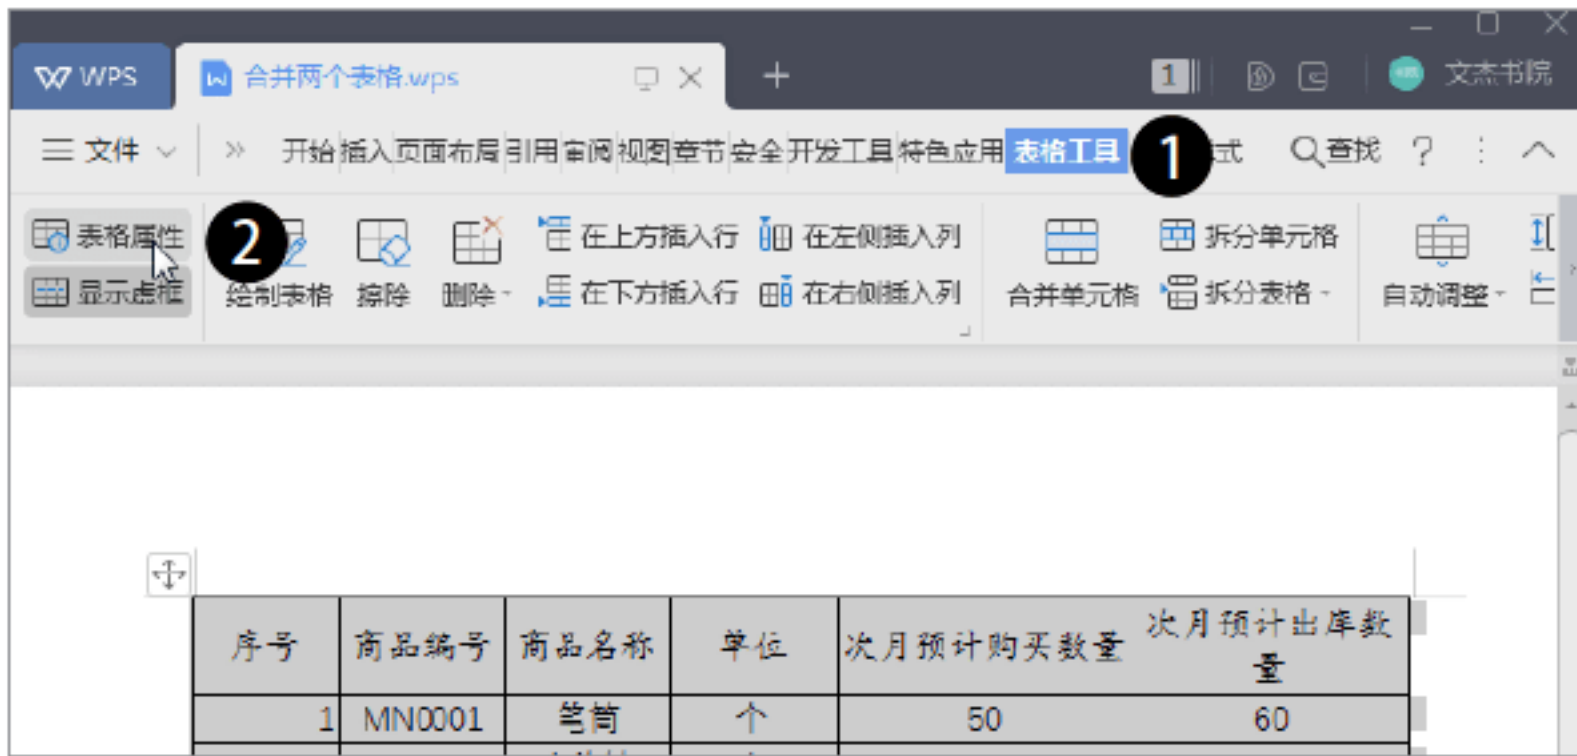 WPS 合并两个表格.wps 1 文杰书院
文件 开始 插入 页面布局 引用 审阅 视图 章节 安全 开发工具 特色应用 表格工具 1 式 查找 ?
表格属性 2 在上方插入行 在左侧插入列 拆分单元格
显示虚框 绘制表格 擦除 删除 在下方插入行 在右侧插入列 合并单元格 拆分表格 自动调整
序号 商品编号 商品名称 单位 次月预计购买数量 次月预计出库数
量
1 MN0001 笔筒 个 50 60